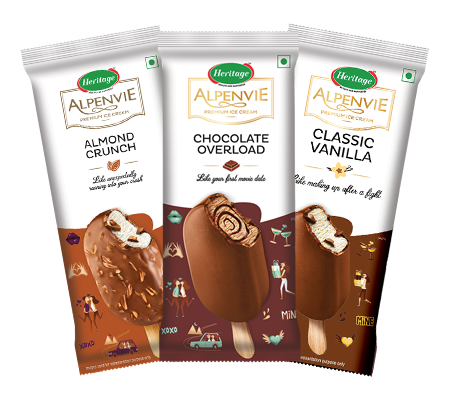 Heritage
ALPENVIE
PREMIUM ICE CREAM
ALMOND
CRUNCH
Like unexpectedly
running into your crush
XOXO
Heritage
ALPENVIE
PREMIUM ICE CREAM
CHOCOLATE
OVERLOAD
Like your first movie date
MINE
XOXO
Heritage
ALPENVIE
PREMIUM ICE CREAM
CLASSIC
VANILLA
Like making up after a fight
MINE